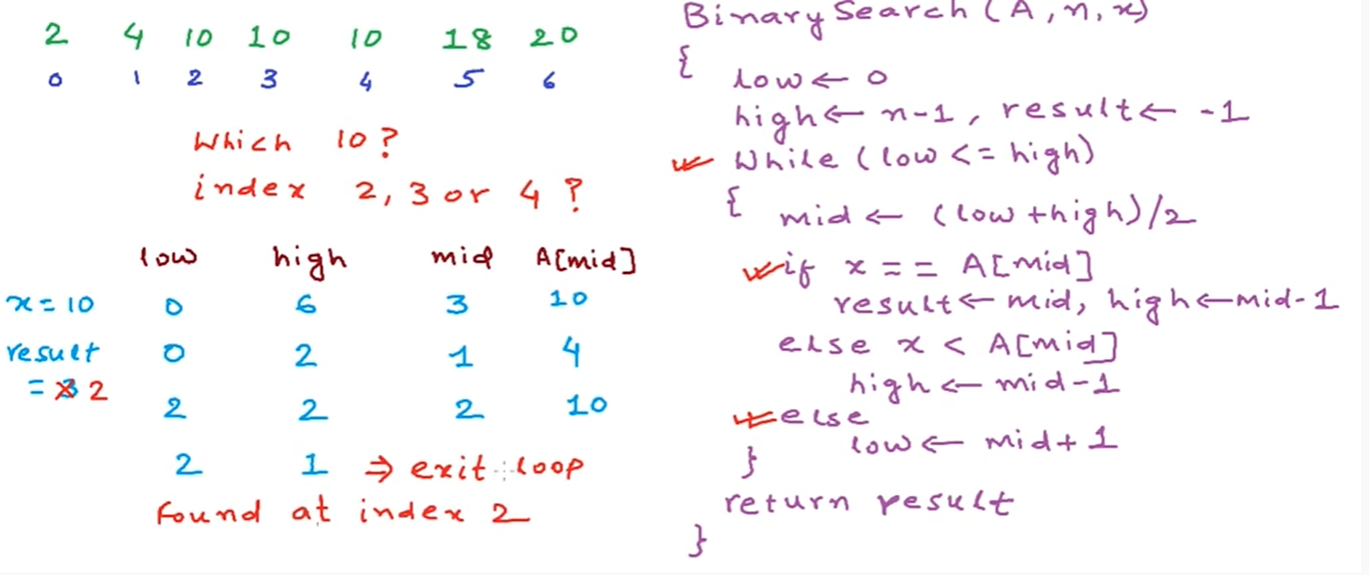 2 4 10 10 10 18 20
0 1 2 3 4 5 6
Which 10?
index 2, 3 or 4 ?
low high mid A[mid]
x = 10 0 6 3 10
result 0 2 1 4
= 3 2
2 2 2 10
2 1 ⇒ exit loop
Found at index 2
BinarySearch (A, n, x)
{
low ← 0
high ← n-1, result ← -1
While (low <= high)
{ mid ← (low + high)/2
if x == A[mid]
result ← mid, high ← mid-1
else x < A[mid]
high ← mid-1
else
low ← mid+1
}
return result
}